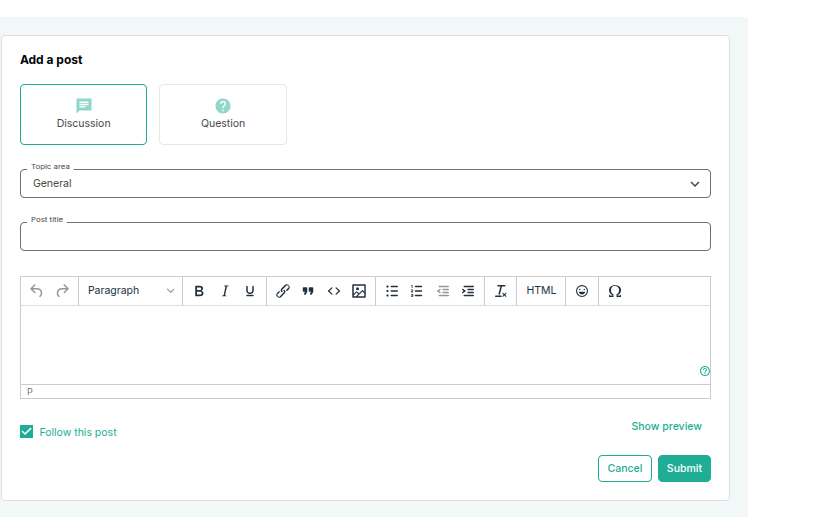 Add a post
Discussion
Question
Topic area
General
Post title
Paragraph B I U HTML Ω
P
Follow this post
Show preview
Cancel Submit